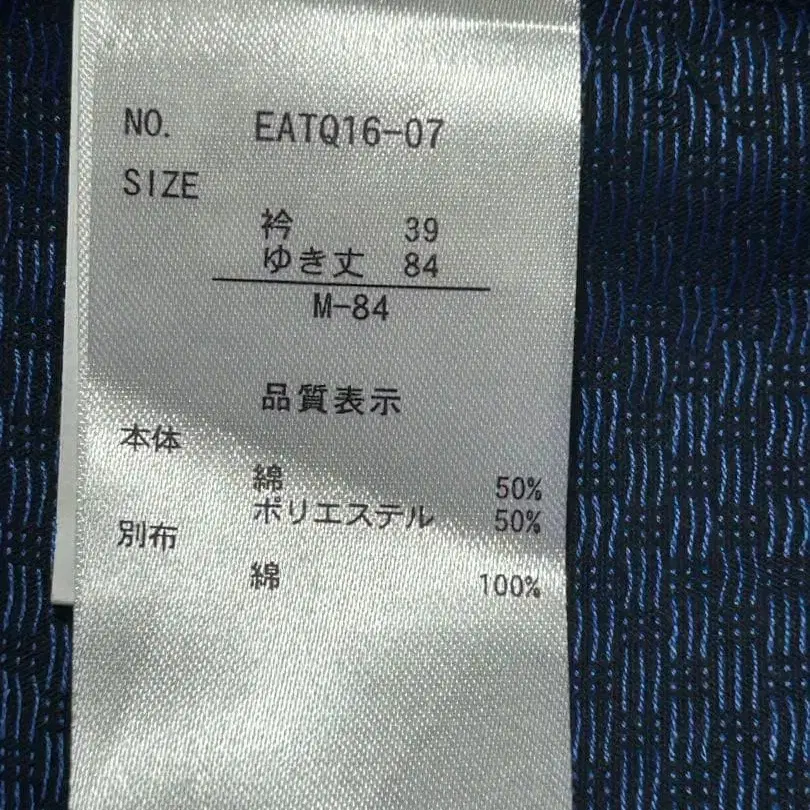 NO. EATQ16-07
SIZE
衿 39
ゆき丈 84
M-84
品質表示
本体
綿 50%
ポリエステル 50%
別布
綿 100%